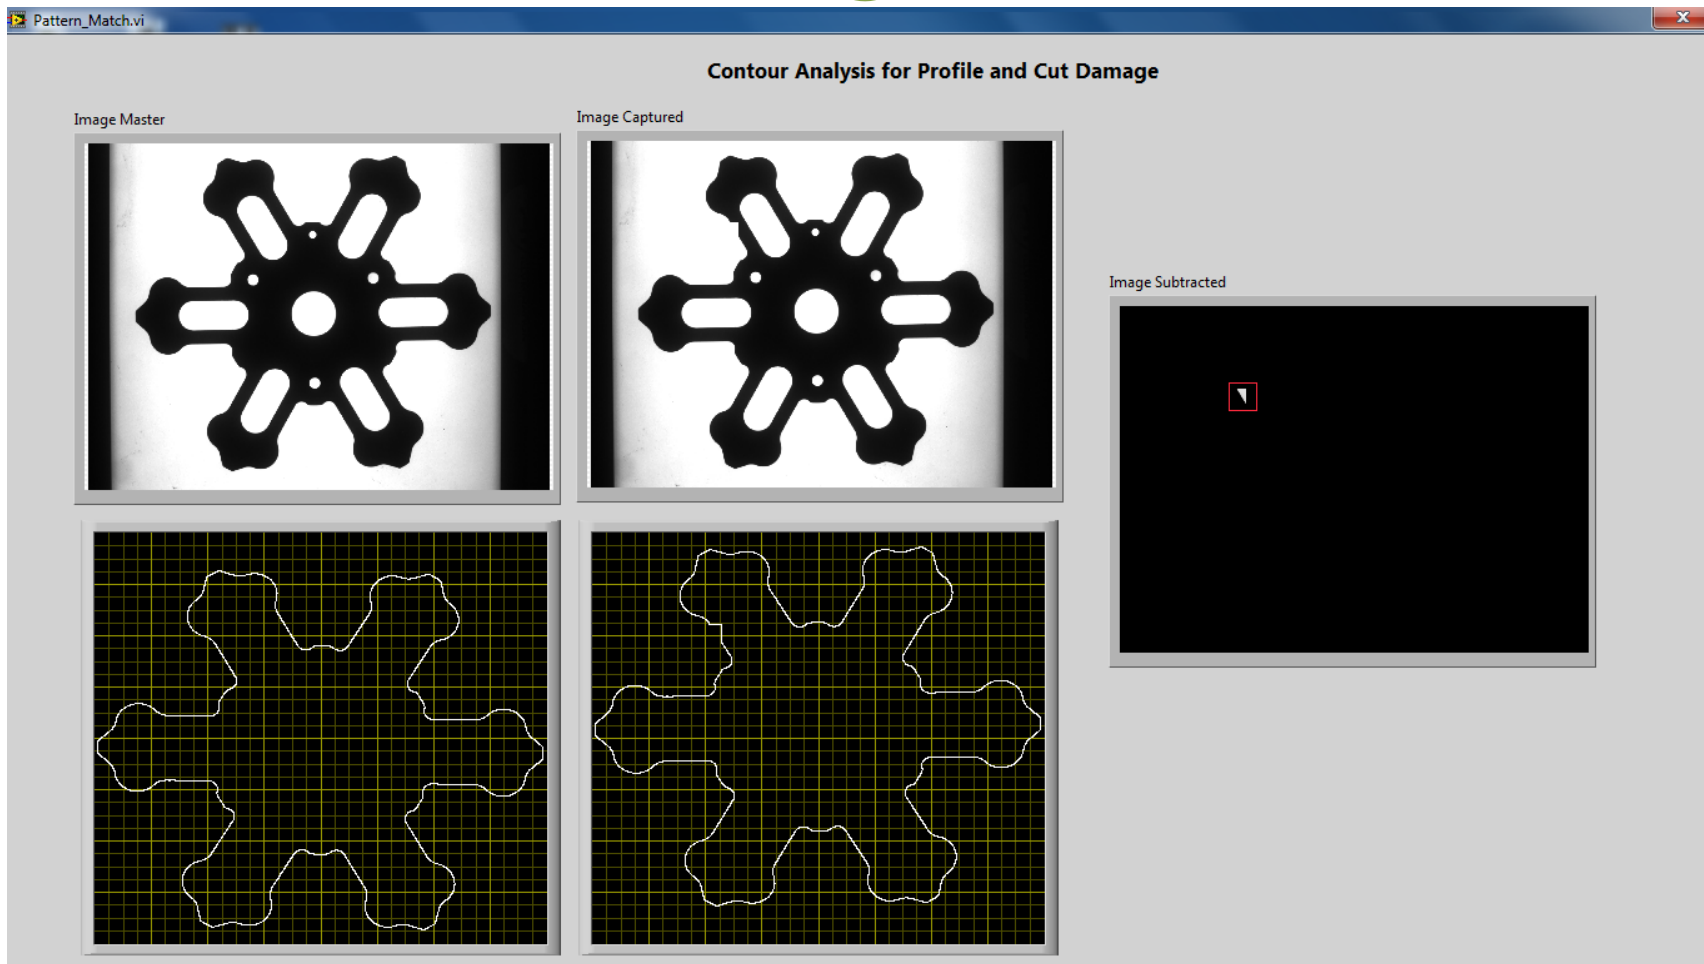 Pattern_Match.vi
Contour Analysis for Profile and Cut Damage
Image Master
Image Captured
Image Subtracted